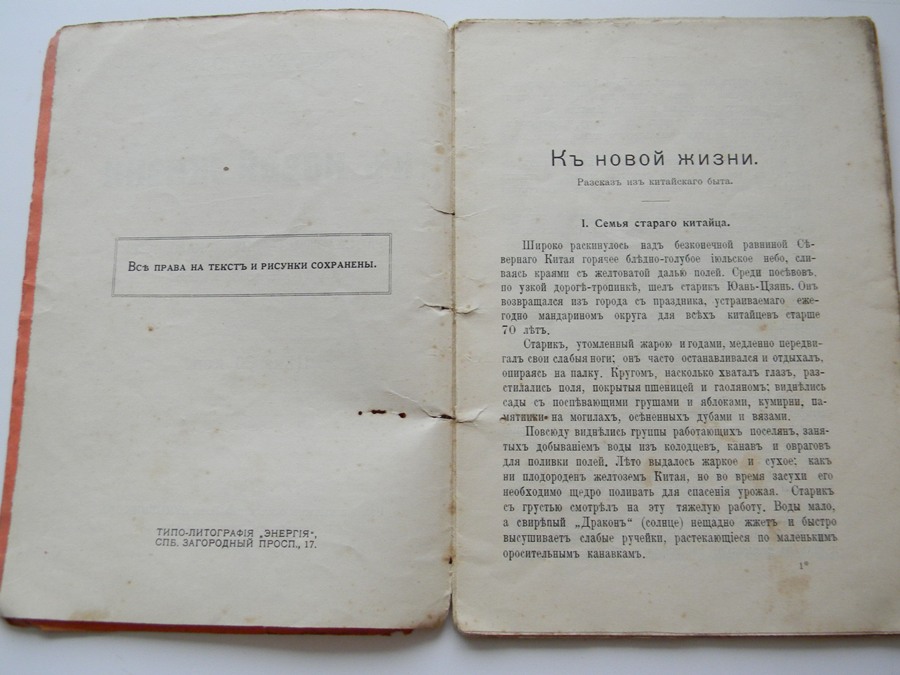 Всѣ права на текстъ и рисунки сохранены.
ТИПО-ЛИТОГРАФІЯ „ЭНЕРГІЯ“,
СПБ. ЗАГОРОДНЫЙ ПРОСП., 17.
Къ новой жизни.
Разсказъ изъ китайскаго быта.
I. Семья стараго китайца.
Широко раскинулось надъ безконечной равниной Сѣ-
вернаго Китая горячее блѣдно-голубое іюльское небо, сли-
ваясь краями съ желтоватой далью полей. Среди посѣвовъ,
по узкой дорогѣ-тропинкѣ, шелъ старикъ Юань-Цзянь. Онъ
возвращался изъ города съ праздника, устраиваемаго еже-
годно мандариномъ округа для всѣхъ китайцевъ старше
70 лѣтъ.
Старикъ, утомленный жарою и годами, медленно передви-
галъ свои слабыя ноги: онъ часто останавливался и отдыхалъ,
опираясь на палку. Кругомъ, насколько хваталъ глазъ, раз-
стилались поля, покрытыя пшеницей и гаоляномъ; виднѣлись
сады съ поспѣвающими грушами и яблоками, кумирни, па-
мятники на могилахъ, осѣненныхъ дубами и вязами.
Повсюду виднѣлись группы работающихъ поселянъ, заня-
тыхъ добываніемъ воды изъ колодцевъ, канавъ и овраговъ
для поливки полей. Лѣто выдалось жаркое и сухое; какъ
ни плодороденъ желтоземъ Китая, но во время засухи его
необходимо щедро поливать для спасенія урожая. Старикъ
съ грустью смотрѣлъ на эту тяжелую работу. Воды мало,
а свирѣпый „Драконъ“ (солнце) нещадно жжетъ и быстро
высушиваетъ слабые ручейки, растекающіеся по маленькимъ
оросительнымъ канавкамъ.
1*